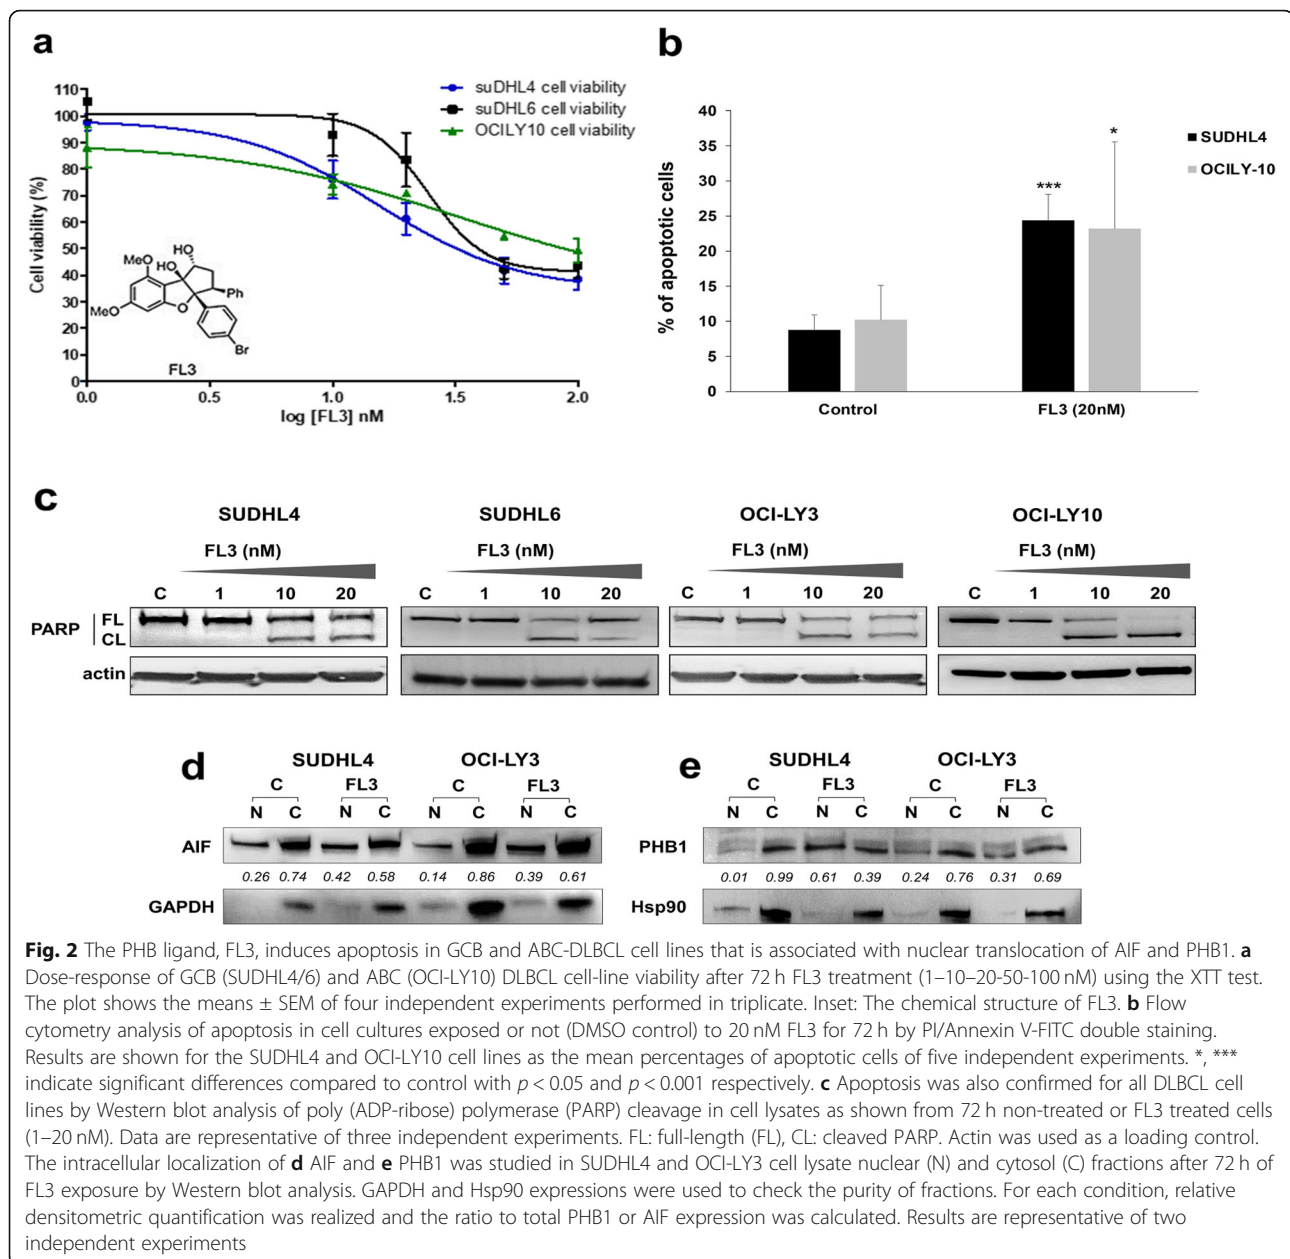 a
110
100
90
80
70
60
50
40
30
20
10
0
Cell viability (%)
0.0 0.5 1.0 1.5 2.0
log [FL3] nM
suDHL4 cell viability
suDHL6 cell viability
OCILY10 cell viability
HO
MeO
HO
Ph
MeO
O
Br
FL3
b
40
35
30
25
20
15
10
5
0
% of apoptotic cells
***
*
SUDHL4
OCILY-10
Control FL3 (20nM)
c
SUDHL4 SUDHL6 OCI-LY3 OCI-LY10
FL3 (nM) FL3 (nM) FL3 (nM) FL3 (nM)
C 1 10 20 C 1 10 20 C 1 10 20 C 1 10 20
PARP FL
CL
actin
d
SUDHL4 OCI-LY3
C FL3 C FL3
N C N C N C N C
AIF
0.26 0.74 0.42 0.58 0.14 0.86 0.39 0.61
GAPDH
e
SUDHL4 OCI-LY3
C FL3 C FL3
N C N C N C N C
PHB1
0.01 0.99 0.61 0.39 0.24 0.76 0.31 0.69
Hsp90
Fig. 2 The PHB ligand, FL3, induces apoptosis in GCB and ABC-DLBCL cell lines that is associated with nuclear translocation of AIF and PHB1. a
Dose-response of GCB (SUDHL4/6) and ABC (OCI-LY10) DLBCL cell-line viability after 72 h FL3 treatment (1–10–20-50-100 nM) using the XTT test.
The plot shows the means ± SEM of four independent experiments performed in triplicate. Inset: The chemical structure of FL3. b Flow
cytometry analysis of apoptosis in cell cultures exposed or not (DMSO control) to 20 nM FL3 for 72 h by PI/Annexin V-FITC double staining.
Results are shown for the SUDHL4 and OCI-LY10 cell lines as the mean percentages of apoptotic cells of five independent experiments. *, ***
indicate significant differences compared to control with p < 0.05 and p < 0.001 respectively. c Apoptosis was also confirmed for all DLBCL cell
lines by Western blot analysis of poly (ADP-ribose) polymerase (PARP) cleavage in cell lysates as shown from 72 h non-treated or FL3 treated cells
(1–20 nM). Data are representative of three independent experiments. FL: full-length (FL), CL: cleaved PARP. Actin was used as a loading control.
The intracellular localization of d AIF and e PHB1 was studied in SUDHL4 and OCI-LY3 cell lysate nuclear (N) and cytosol (C) fractions after 72 h of
FL3 exposure by Western blot analysis. GAPDH and Hsp90 expressions were used to check the purity of fractions. For each condition, relative
densitometric quantification was realized and the ratio to total PHB1 or AIF expression was calculated. Results are representative of two
independent experiments